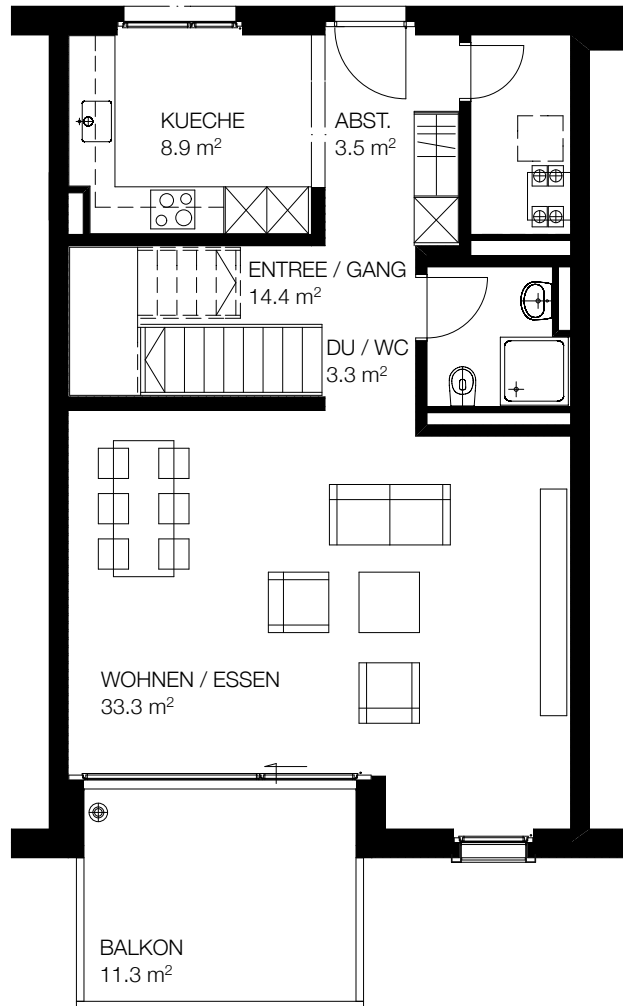 KUECHE
8.9 m²
ABST.
3.5 m²
ENTREE / GANG
14.4 m²
DU / WC
3.3 m²
WOHNEN / ESSEN
33.3 m²
BALKON
11.3 m²